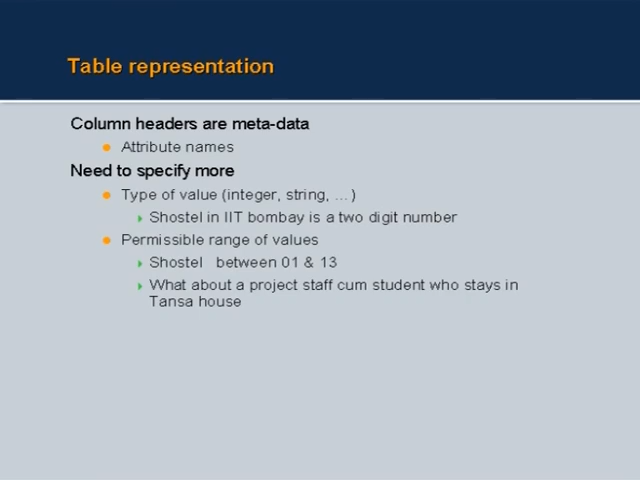 Table representation
Column headers are meta-data
Attribute names
Need to specify more
Type of value (integer, string, …)
Shostel in IIT bombay is a two digit number
Permissible range of values
Shostel between 01 & 13
What about a project staff cum student who stays in
Tansa house